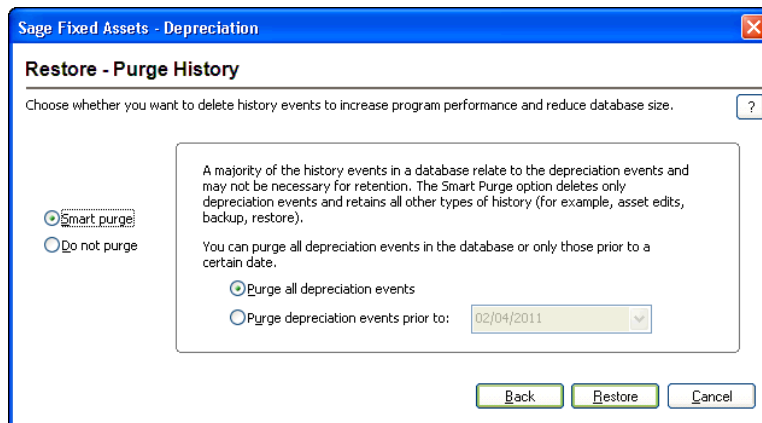 Sage Fixed Assets - Depreciation
Restore - Purge History
Choose whether you want to delete history events to increase program performance and reduce database size.
?
A majority of the history events in a database relate to the depreciation events and
may not be necessary for retention. The Smart Purge option deletes only
depreciation events and retains all other types of history (for example, asset edits,
backup, restore).
Smart purge
Do not purge
You can purge all depreciation events in the database or only those prior to a
certain date.
Purge all depreciation events
Purge depreciation events prior to: 02/04/2011
Back Restore Cancel